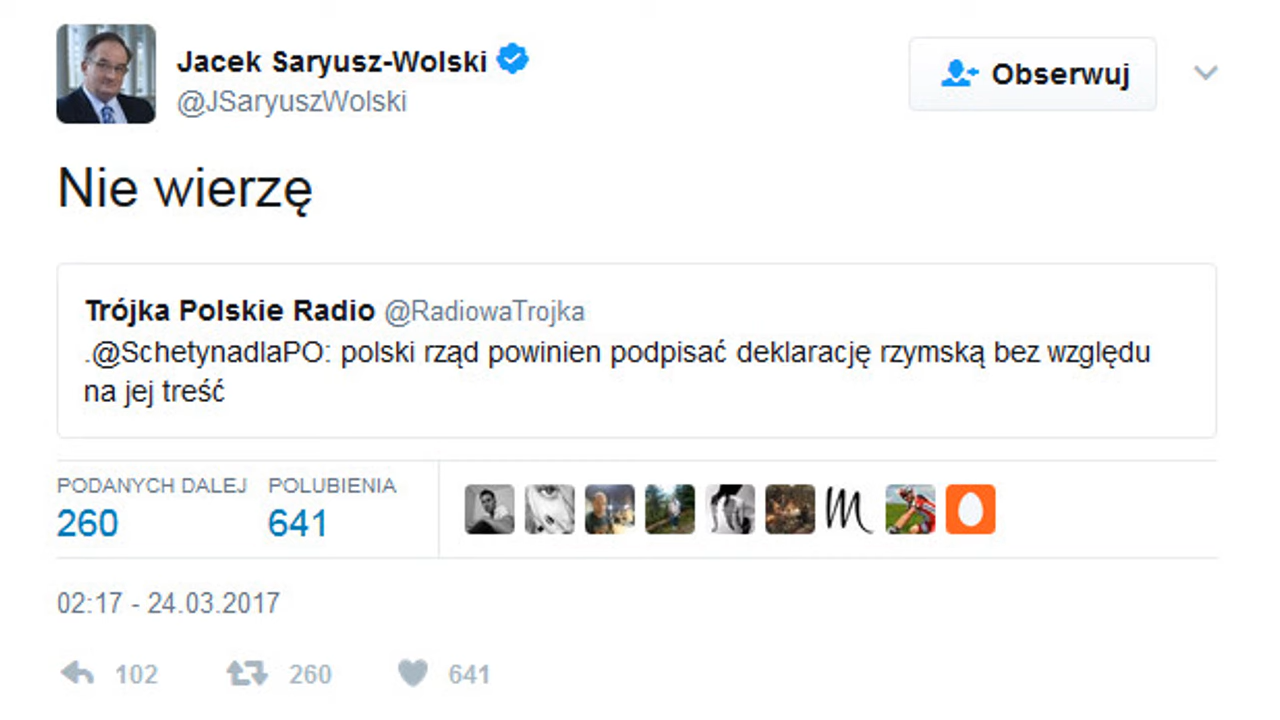 Jacek Saryusz-Wolski
@JSaryuszWolski
Obserwuj
Nie wierzę
Trójka Polskie Radio @RadiowaTrojka
.@SchetynadlaPO: polski rząd powinien podpisać deklarację rzymską bez względu
na jej treść
PODANYCH DALEJ POLUBIENIA
260 641
m
02:17 - 24.03.2017
102 260 641